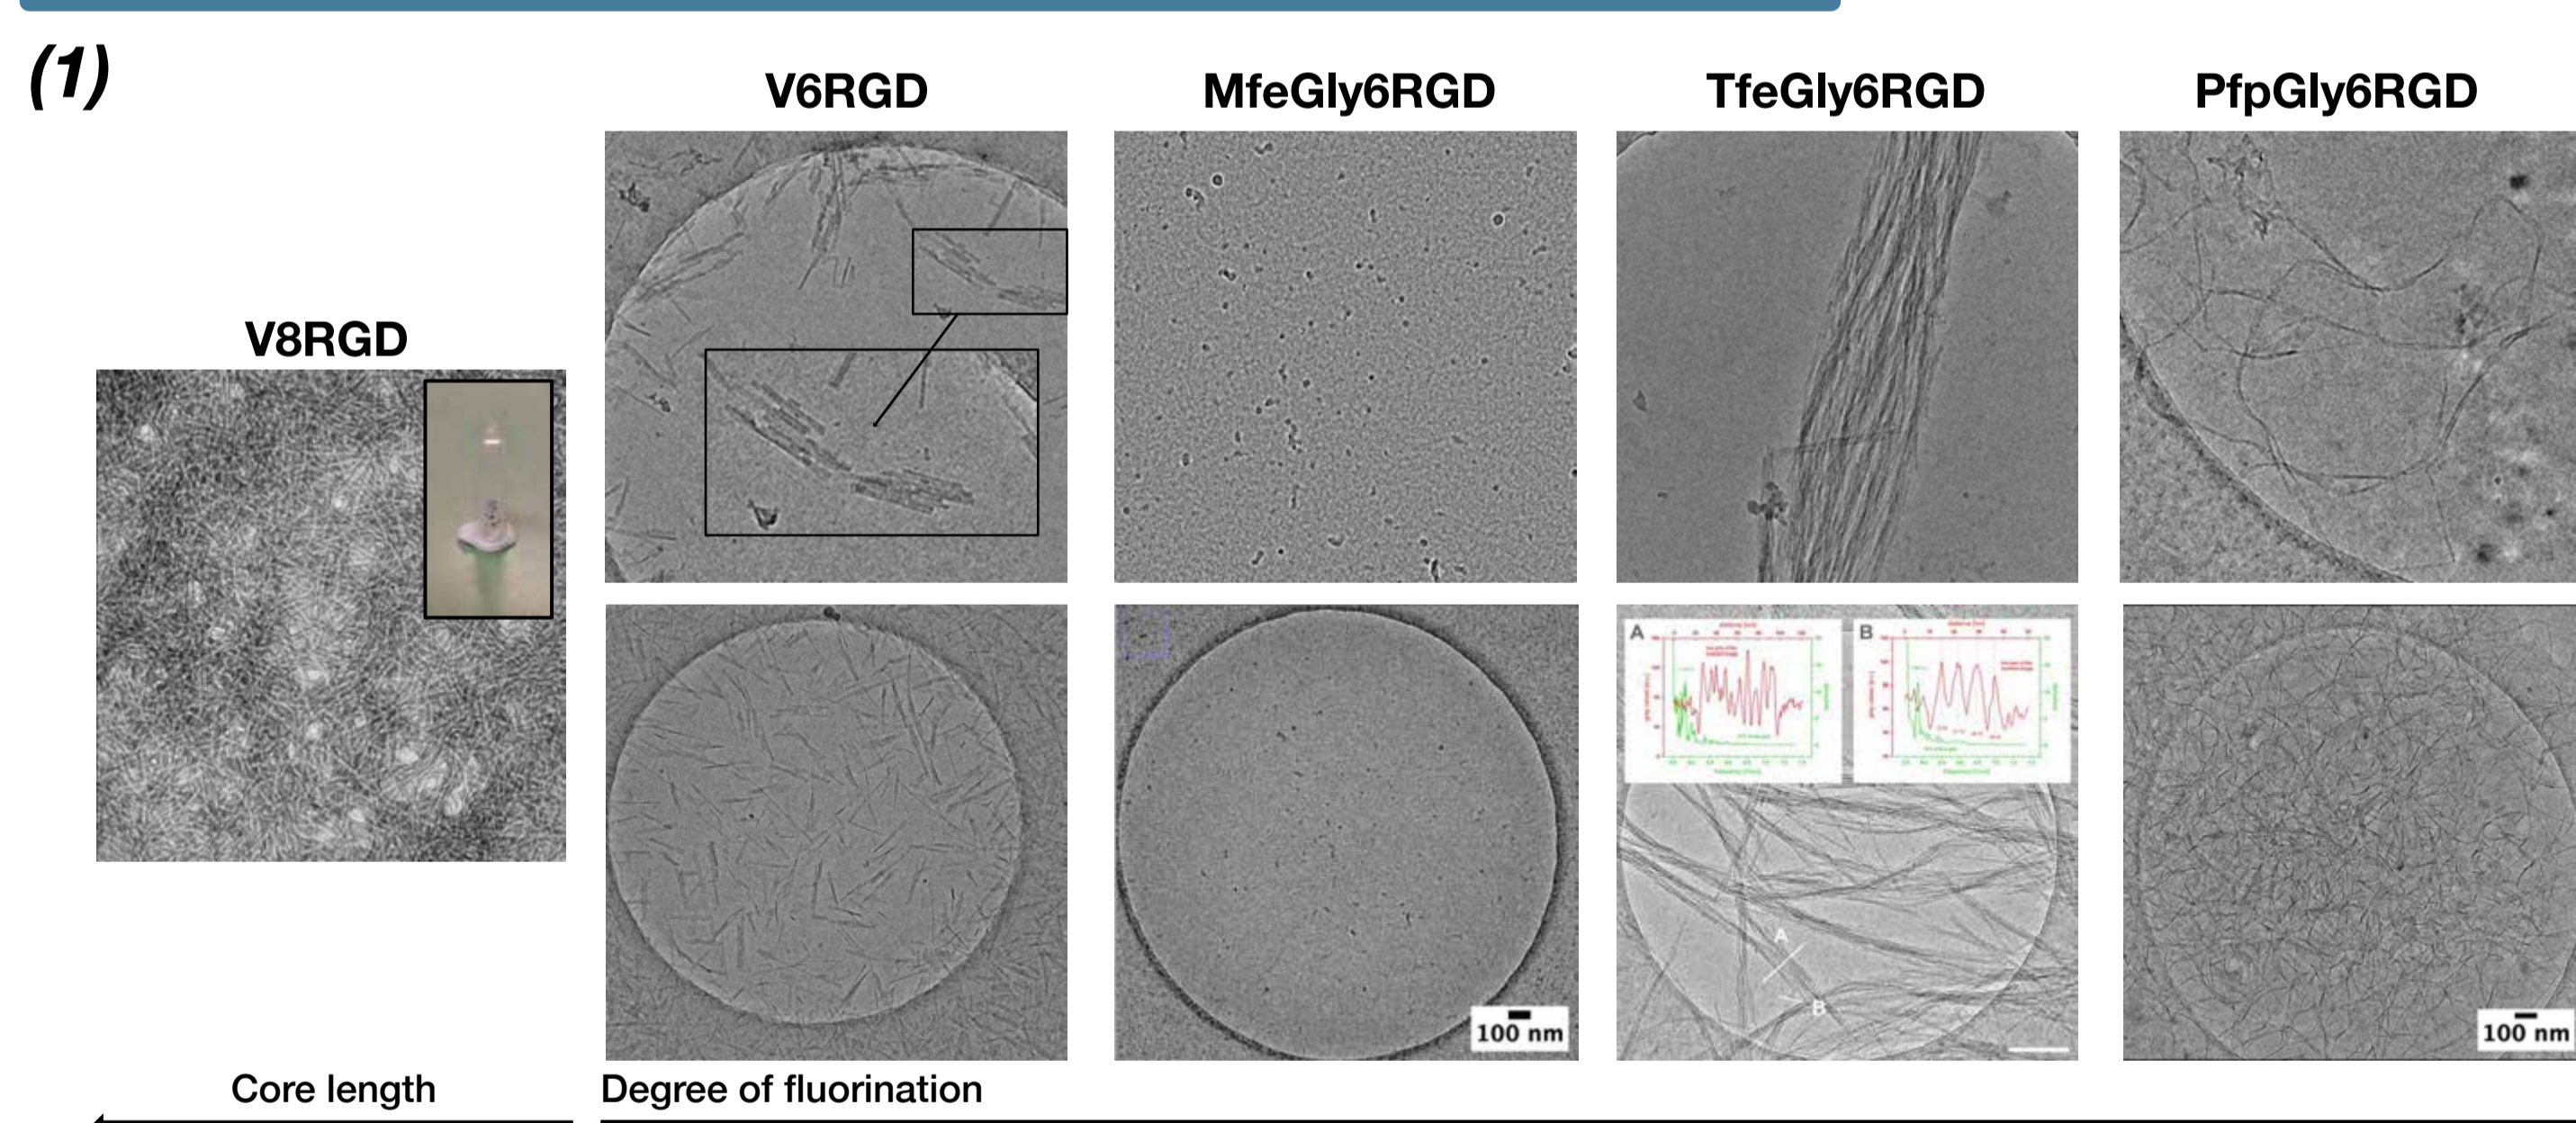 (1)
V6RGD
MfeGly6RGD
TfeGly6RGD
PfpGly6RGD
V8RGD
A
B
A
B
100 nm
100 nm
Core length
Degree of fluorination